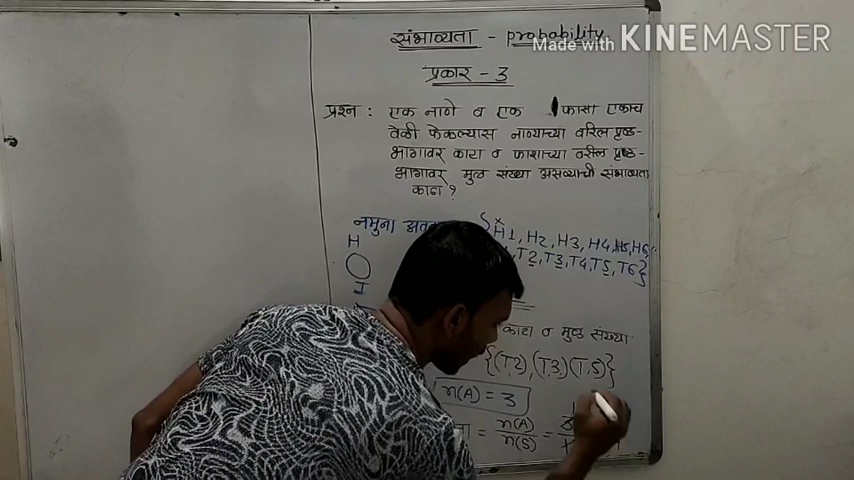 संभाव्यता - probability
Made with KINEMASTER
प्रकार - 3
प्रश्न : एक नाणे व एक फासा एकाच
वेळी फेकल्यास नाण्याच्या वरिल पृष्ठ-
भागावर काटा व फाशाच्या वरील पृष्ठ-
भागावर मुळ संख्या असण्याची संभाव्यता
काढा ?
नमुना
{H1, H2, H3, H4, H5, H6,
H
T2, T3, T4, T5, T6}
T
काटा व मुळ संख्या
{(T,2), (T,3) (T,5)}
n(A) = 3
= n(A)/n(S) =